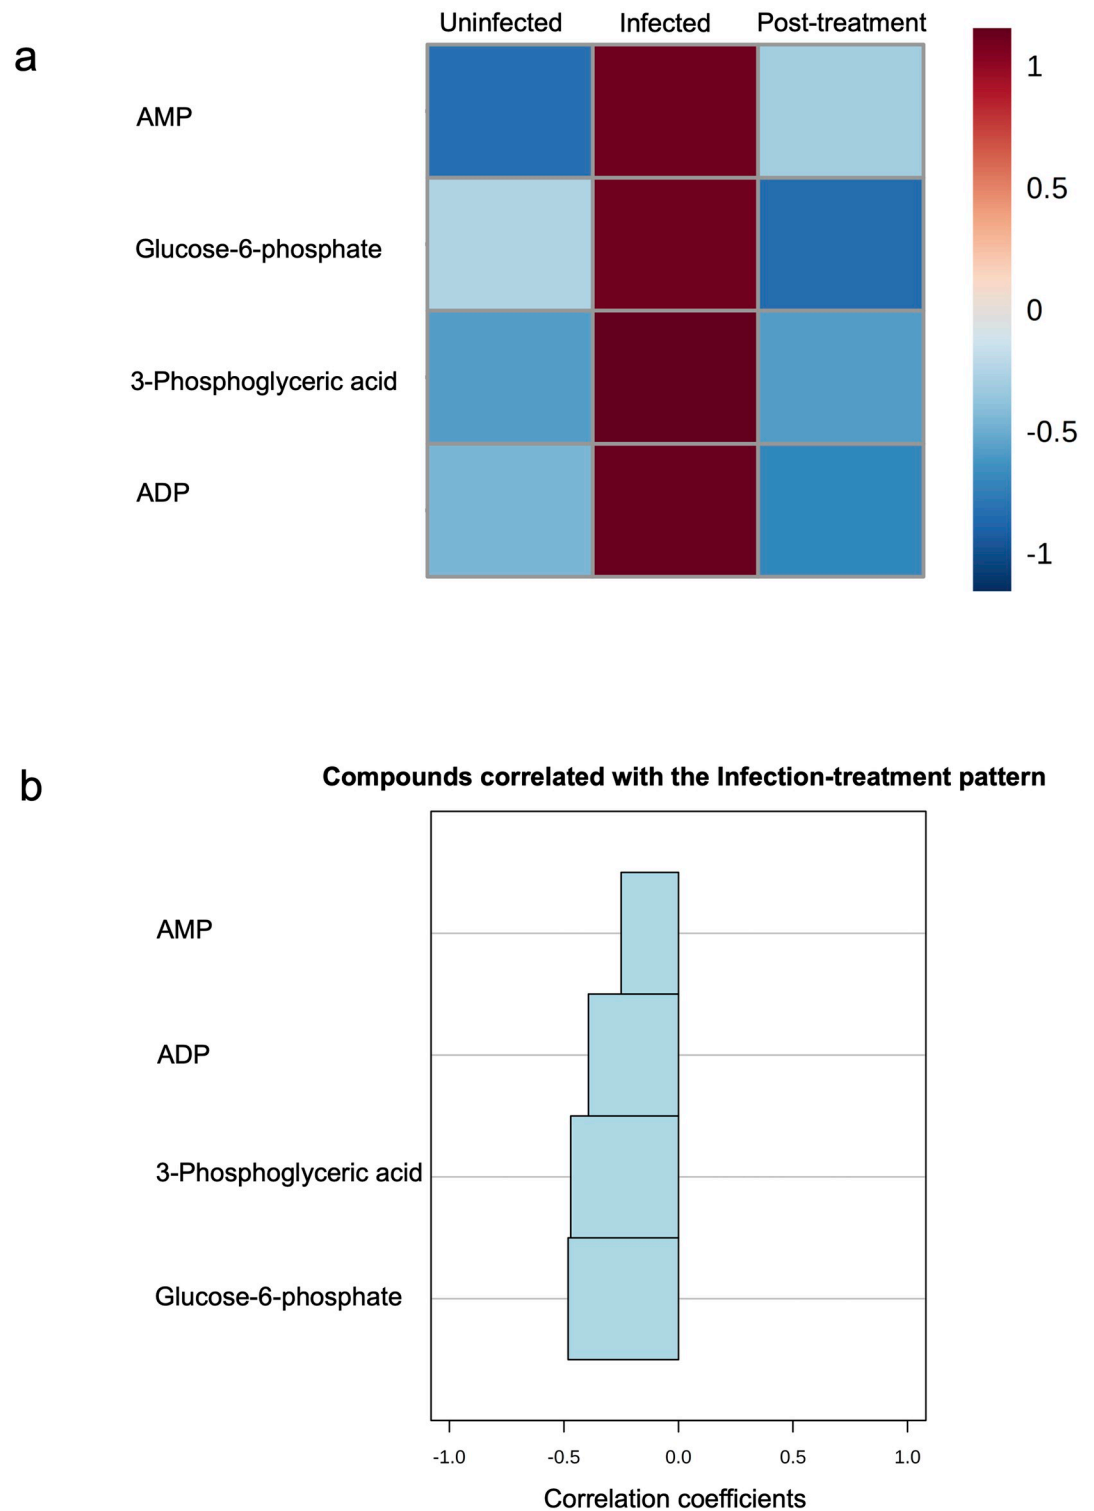 a
Uninfected Infected Post-treatment
AMP
Glucose-6-phosphate
3-Phosphoglyceric acid
ADP
1
0.5
0
-0.5
-1
b
Compounds correlated with the Infection-treatment pattern
AMP
ADP
3-Phosphoglyceric acid
Glucose-6-phosphate
-1.0 -0.5 0.0 0.5 1.0
Correlation coefficients